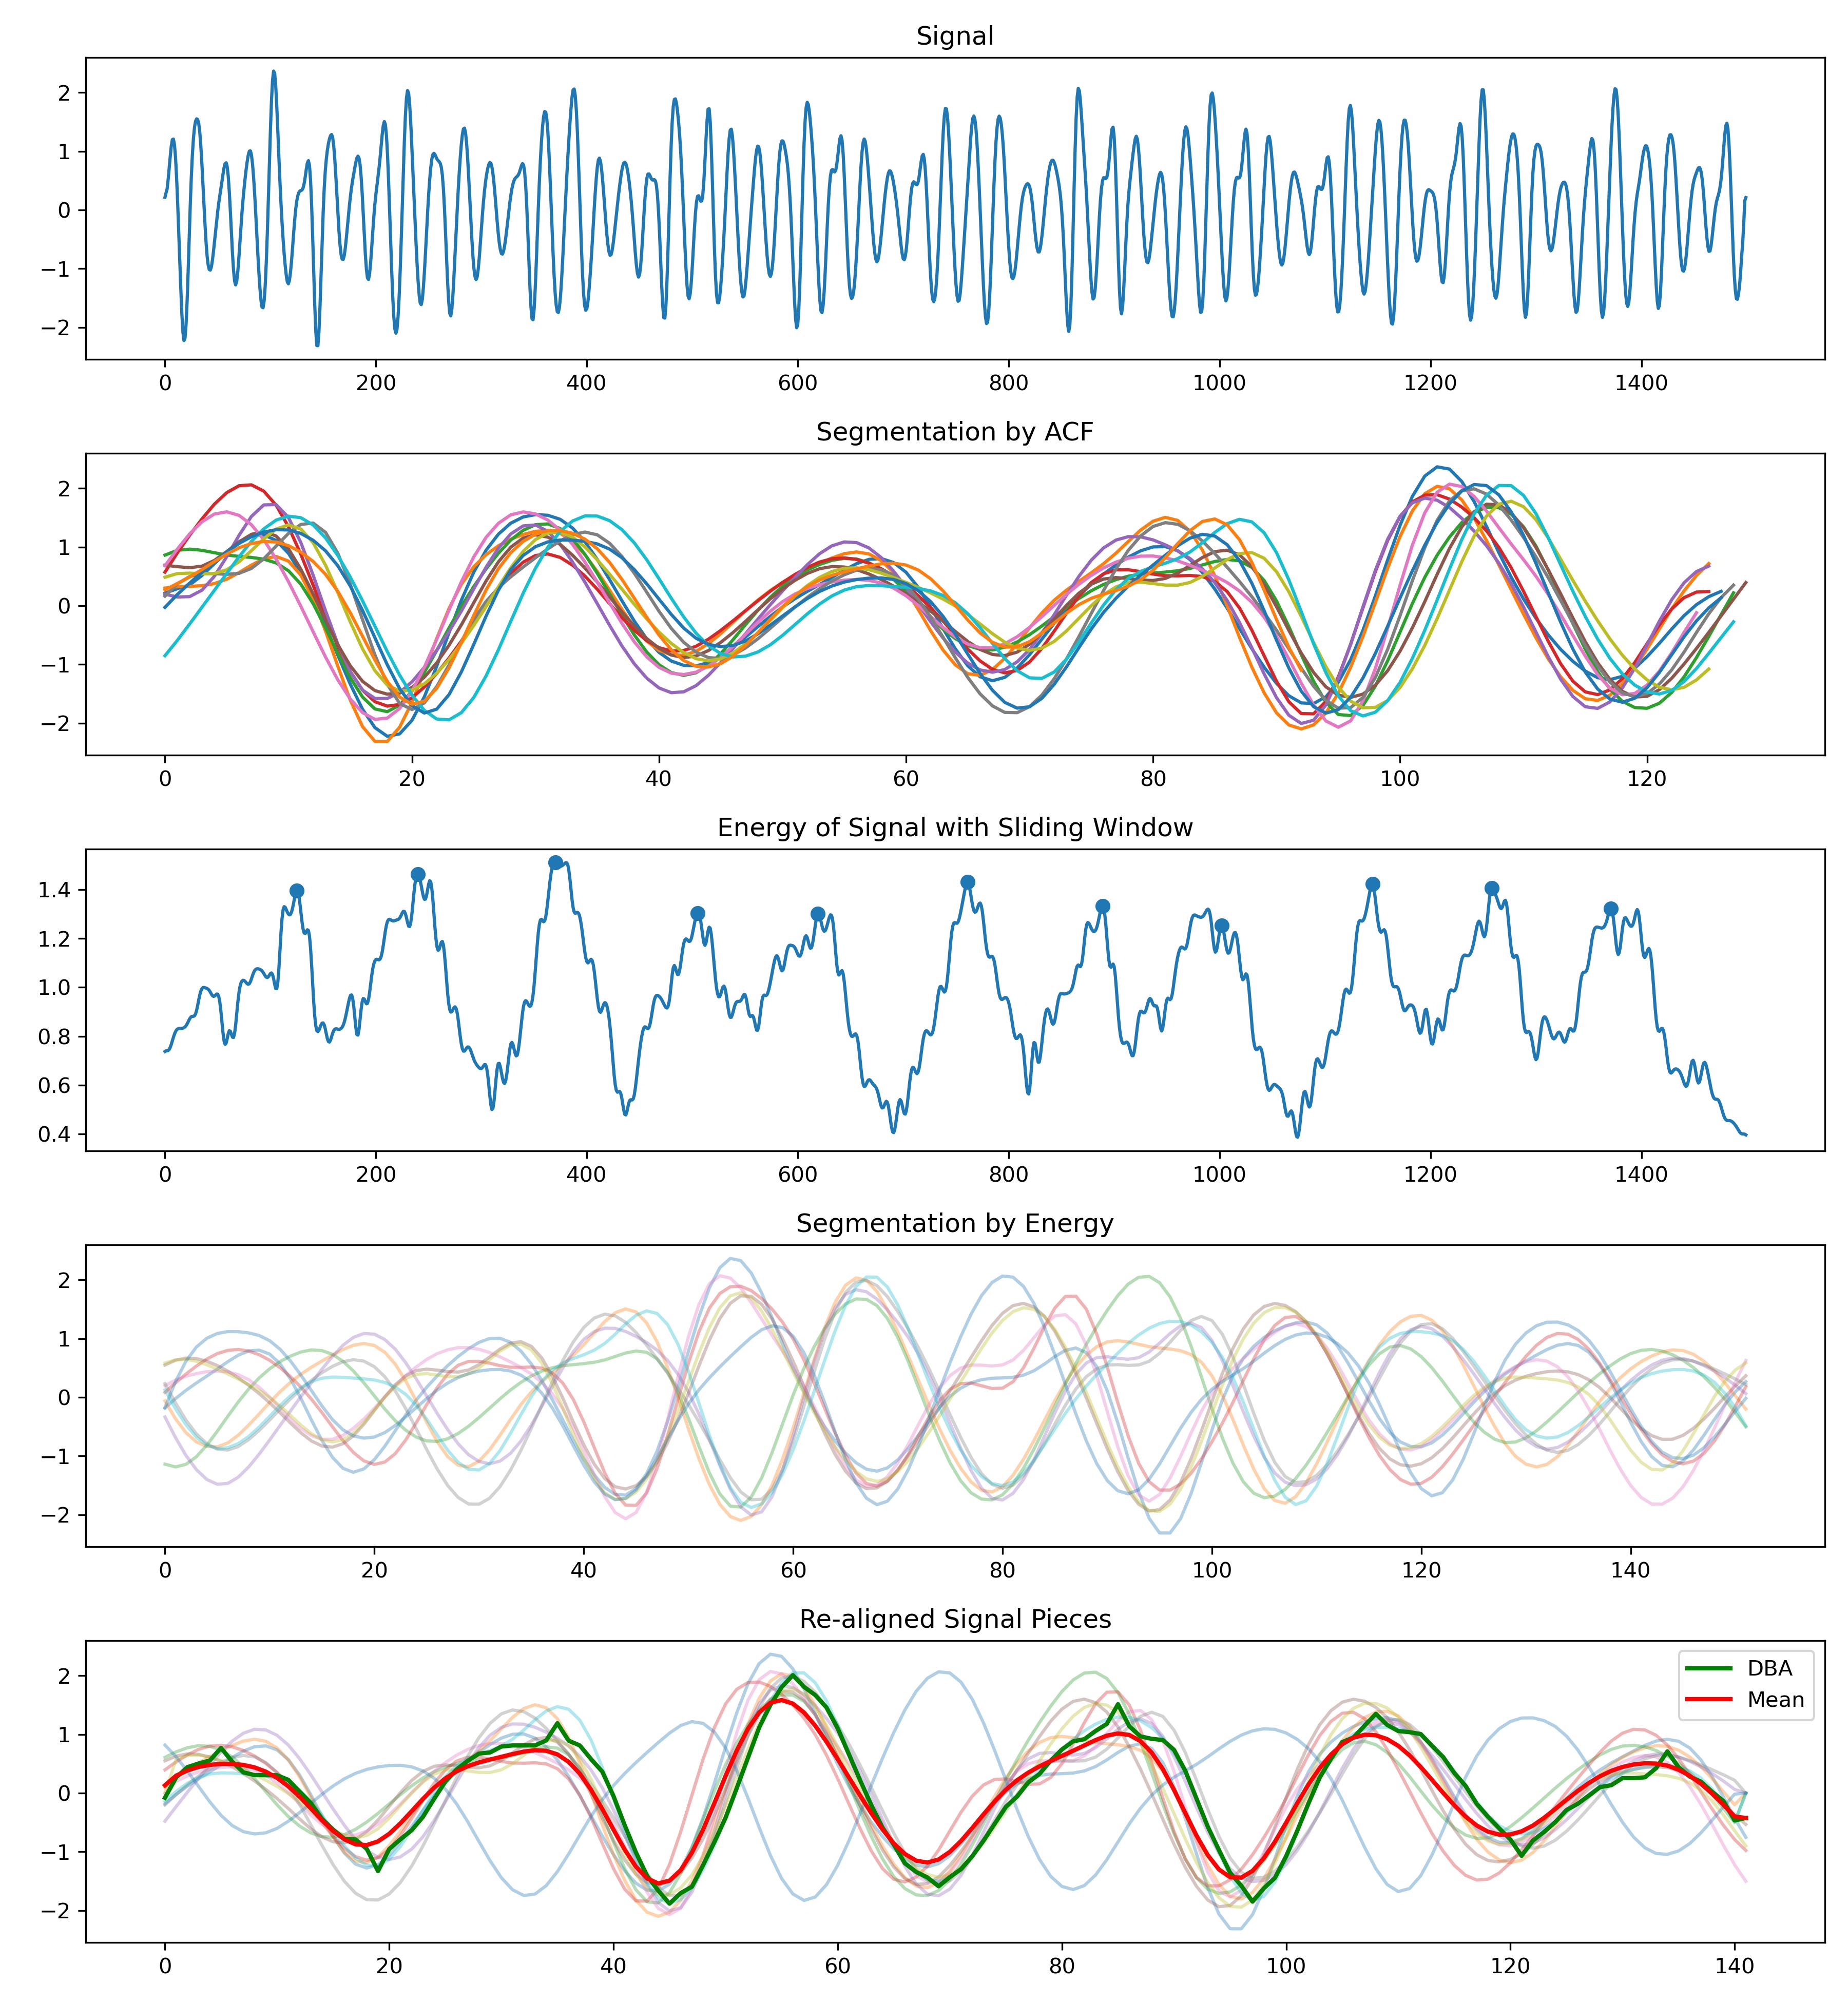 Signal
2
1
0
−1
−2
0 200 400 600 800 1000 1200 1400
Segmentation by ACF
2
1
0
−1
−2
0 20 40 60 80 100 120
Energy of Signal with Sliding Window
1.4
1.2
1.0
0.8
0.6
0.4
0 200 400 600 800 1000 1200 1400
Segmentation by Energy
2
1
0
−1
−2
0 20 40 60 80 100 120 140
Re-aligned Signal Pieces
DBA
Mean
2
1
0
−1
−2
0 20 40 60 80 100 120 140